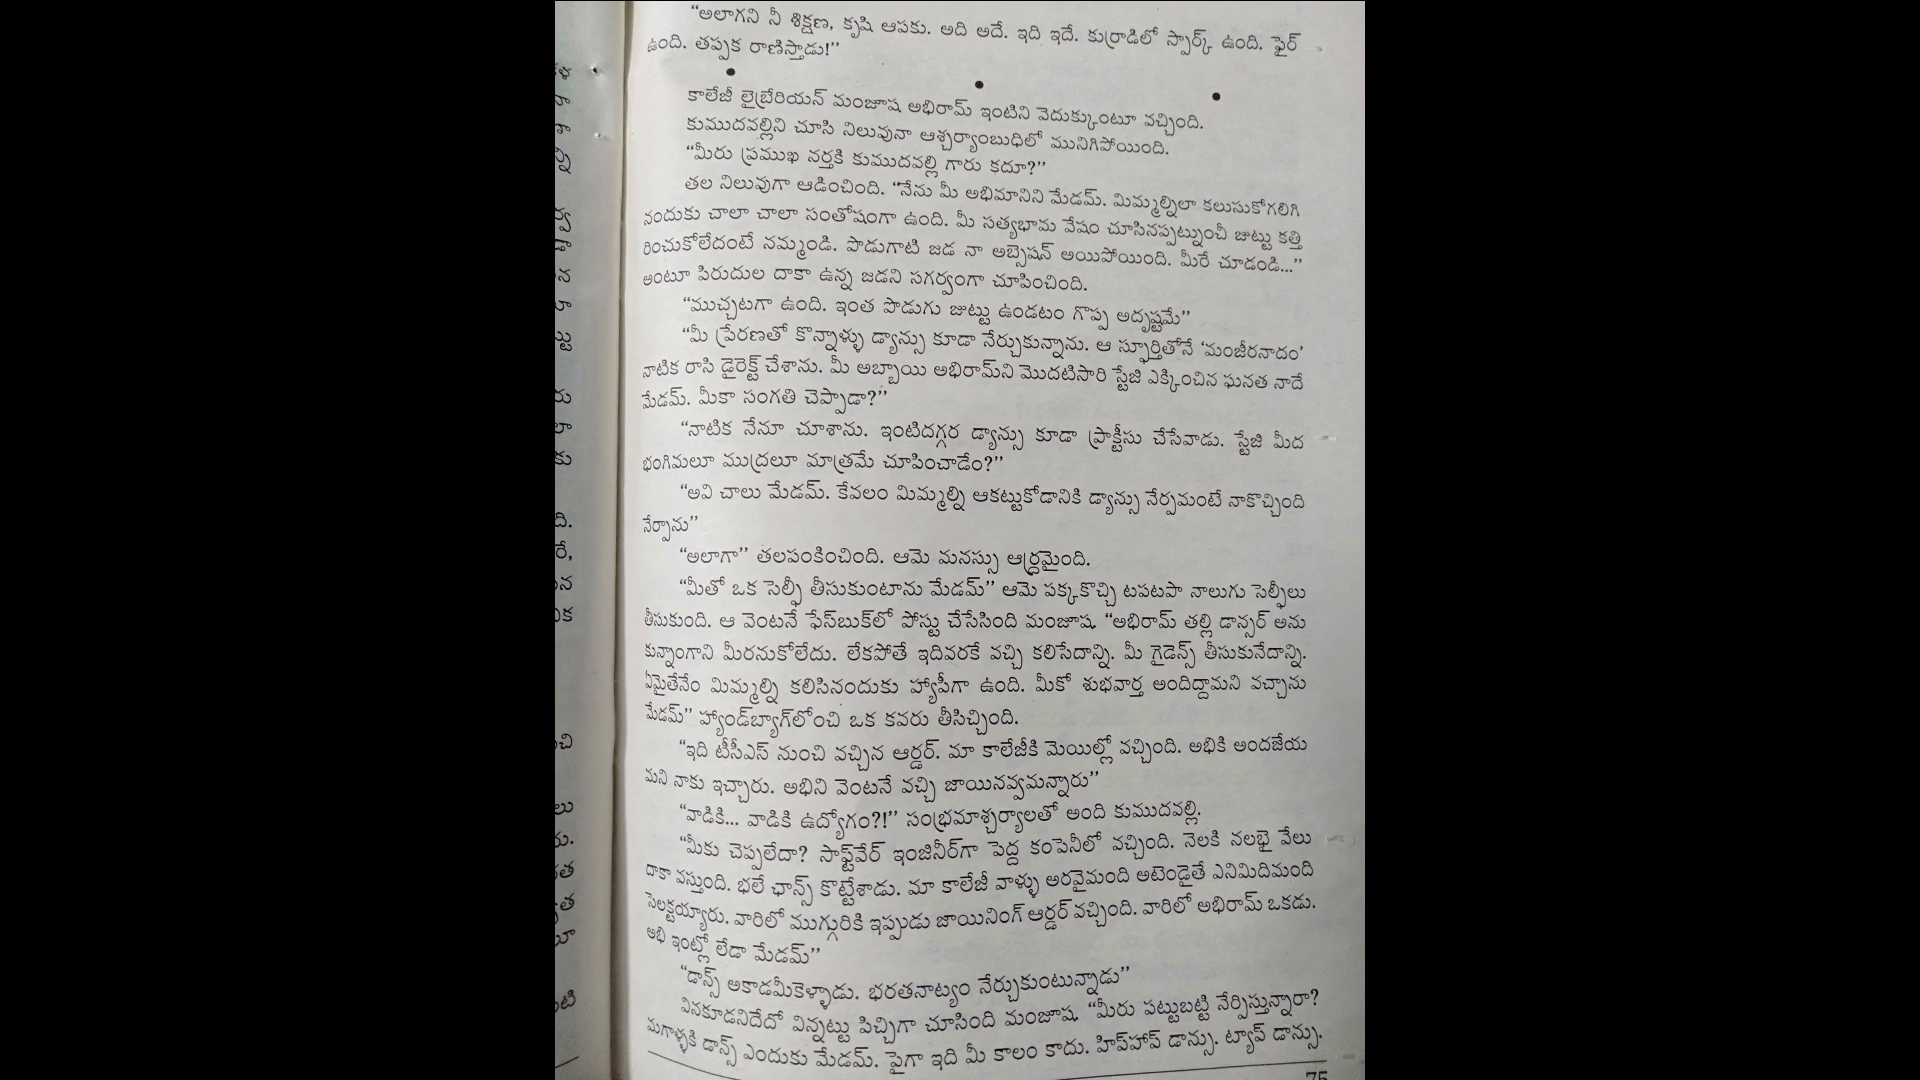 “అలాగని నీ శిక్షణ, కృషి ఆపకు. అది అదే. ఇది ఇదే. కుర్రాడిలో స్పార్క్ ఉంది. ఫైర్
ఉంది. తప్పక రాణిస్తాడు!”
• • •
కాలేజీ లైబ్రేరియన్ మంజూష అభిరామ్ ఇంటిని వెదుక్కుంటూ వచ్చింది.
కుముదవల్లిని చూసి నిలువునా ఆశ్చర్యాంబుధిలో మునిగిపోయింది.
“మీరు ప్రముఖ నర్తకి కుముదవల్లి గారు కదూ?”
తల నిలువుగా ఆడించింది. “నేను మీ అభిమానిని మేడమ్. మిమ్మల్నిలా కలుసుకోగలిగి
నందుకు చాలా చాలా సంతోషంగా ఉంది. మీ సత్యభామ వేషం చూసినప్పట్నుంచీ జుట్టు కత్తి
రించుకోలేదంటే నమ్మండి. పొడుగాటి జడ నా అబ్సెషన్ అయిపోయింది. మీరే చూడండి...”
అంటూ పిరుదుల దాకా ఉన్న జడని సగర్వంగా చూపించింది.
“ముచ్చటగా ఉంది. ఇంత పొడుగు జుట్టు ఉండటం గొప్ప అదృష్టమే”
“మీ ప్రేరణతో కొన్నాళ్ళు డ్యాన్సు కూడా నేర్చుకున్నాను. ఆ స్ఫూర్తితోనే ‘మంజీరనాదం’
నాటిక రాసి డైరెక్ట్ చేశాను. మీ అబ్బాయి అభిరామ్‌ని మొదటిసారి స్టేజి ఎక్కించిన ఘనత నాదే
మేడమ్. మీకా సంగతి చెప్పాడా?”
“నాటిక నేనూ చూశాను. ఇంటిదగ్గర డ్యాన్సు కూడా ప్రాక్టీసు చేసేవాడు. స్టేజి మీద
భంగిమలూ ముద్రలూ మాత్రమే చూపించాడేం?”
“అవి చాలు మేడమ్. కేవలం మిమ్మల్ని ఆకట్టుకోడానికి డ్యాన్సు నేర్పమంటే నాకొచ్చింది
నేర్పాను”
“అలాగా” తలపంకించింది. ఆమె మనస్సు ఆర్ద్రమైంది.
“మీతో ఒక సెల్ఫీ తీసుకుంటాను మేడమ్” ఆమె పక్కకొచ్చి టపటపా నాలుగు సెల్ఫీలు
తీసుకుంది. ఆ వెంటనే ఫేస్‌బుక్‌లో పోస్టు చేసేసింది మంజూష. “అభిరామ్ తల్లి డాన్సర్ అను
కున్నాంగాని మీరనుకోలేదు. లేకపోతే ఇదివరకే వచ్చి కలిసేదాన్ని. మీ గైడెన్స్ తీసుకునేదాన్ని.
ఏమైతేనేం మిమ్మల్ని కలిసినందుకు హ్యాపీగా ఉంది. మీకో శుభవార్త అందిద్దామని వచ్చాను
మేడమ్” హ్యాండ్‌బ్యాగ్‌లోంచి ఒక కవరు తీసిచ్చింది.
“ఇది టీసీఎస్ నుంచి వచ్చిన ఆర్డర్. మా కాలేజీకి మెయిల్లో వచ్చింది. అభికి అందజేయ
మని నాకు ఇచ్చారు. అభిని వెంటనే వచ్చి జాయినవ్వమన్నారు”
“వాడికి... వాడికి ఉద్యోగం?!” సంభ్రమాశ్చర్యాలతో అంది కుముదవల్లి.
“మీకు చెప్పలేదా? సాఫ్ట్‌వేర్ ఇంజినీర్‌గా పెద్ద కంపెనీలో వచ్చింది. నెలకి నలభై వేలు
దాకా వస్తుంది. భలే ఛాన్స్ కొట్టేశాడు. మా కాలేజీ వాళ్ళు అరవైమంది అటెండైతే ఎనిమిదిమంది
సెలక్టయ్యారు. వారిలో ముగ్గురికి ఇప్పుడు జాయినింగ్ ఆర్డర్ వచ్చింది. వారిలో అభిరామ్ ఒకడు.
అభి ఇంట్లో లేడా మేడమ్”
“డాన్స్ అకాడమీకెళ్ళాడు. భరతనాట్యం నేర్చుకుంటున్నాడు”
వినకూడనిదేదో విన్నట్టు పిచ్చిగా చూసింది మంజూష. “మీరు పట్టుబట్టి నేర్పిస్తున్నారా?
మగాళ్ళకి డాన్స్ ఎందుకు మేడమ్. పైగా ఇది మీ కాలం కాదు. హిప్‌హాప్ డాన్సు. ట్యాప్ డాన్సు.
75